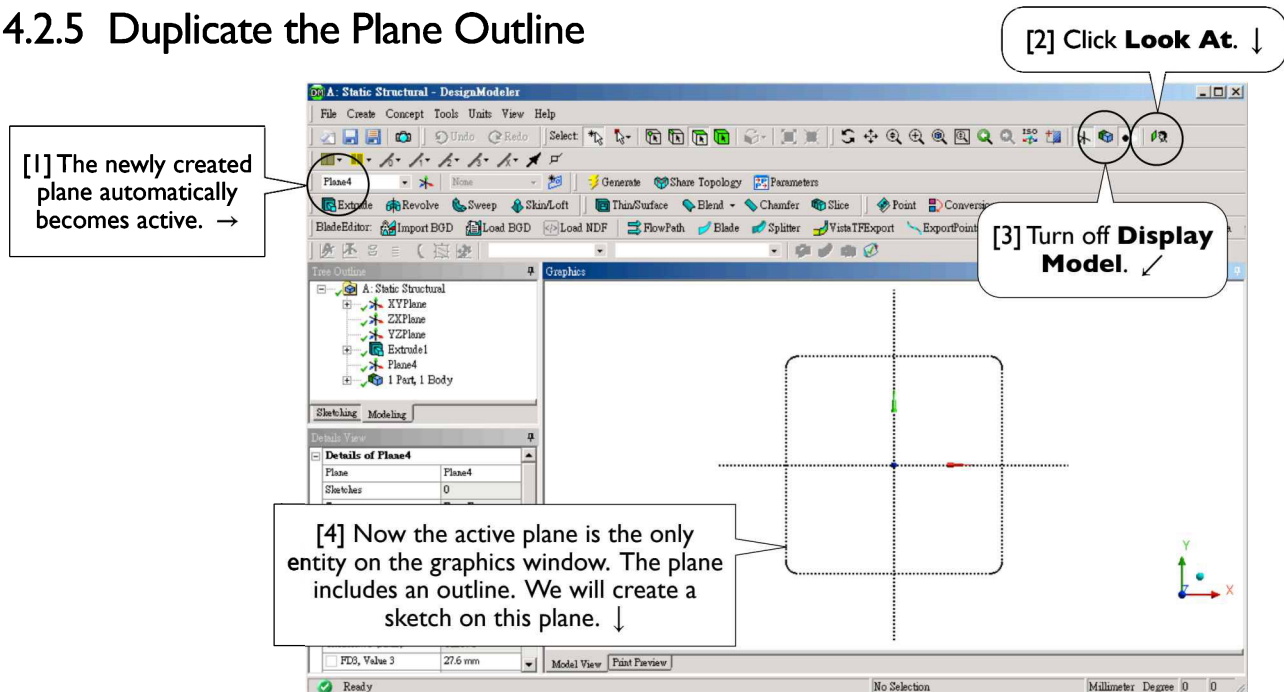 4.2.5 Duplicate the Plane Outline
[2] Click Look At. ↓
A: Static Structural - DesignModeler
File Create Concept Tools Units View Help
Undo Redo Select:
[1] The newly created
plane automatically
becomes active. →
Plane4 None Generate Share Topology Parameters
Extrude Revolve Sweep Skin/Loft Thin/Surface Blend Chamfer Slice Point Conversion
BladeEditor: Import BGD Load BGD Load NDF FlowPath Blade Splitter VistaTFExport ExportPoint
[3] Turn off Display
Model. ↙
Tree Outline
Graphics
A: Static Structural
XYPlane
ZXPlane
YZPlane
Extrude1
Plane4
1 Part, 1 Body
Sketching Modeling
Details View
Details of Plane4
Plane Plane4
Sketches 0
[4] Now the active plane is the only
entity on the graphics window. The plane
includes an outline. We will create a
sketch on this plane. ↓
Y
Z X
FD3, Value 3 27.6 mm
Model View Print Preview
Ready No Selection Millimeter Degree 0 0